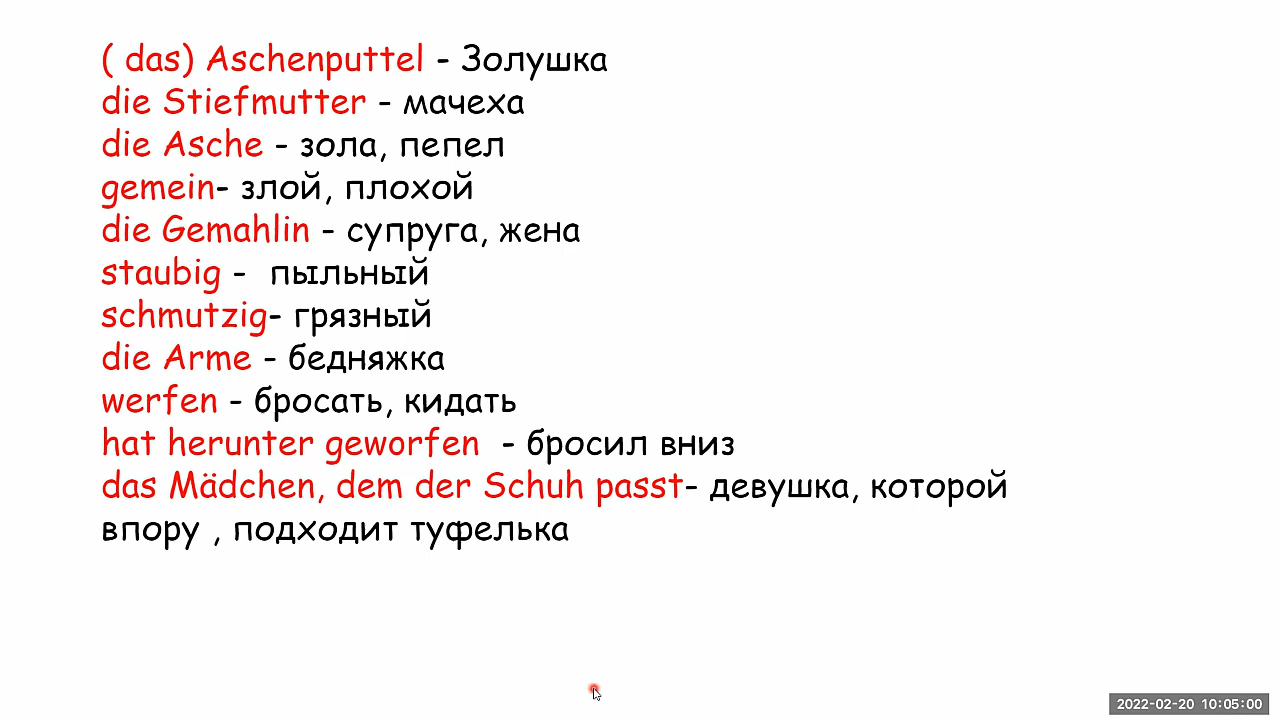 ( das) Aschenputtel - Золушка
die Stiefmutter - мачеха
die Asche - зола, пепел
gemein- злой, плохой
die Gemahlin - супруга, жена
staubig - пыльный
schmutzig- грязный
die Arme - бедняжка
werfen - бросать, кидать
hat herunter geworfen - бросил вниз
das Mädchen, dem der Schuh passt- девушка, которой
впору , подходит туфелька
2022-02-20 10:05:00